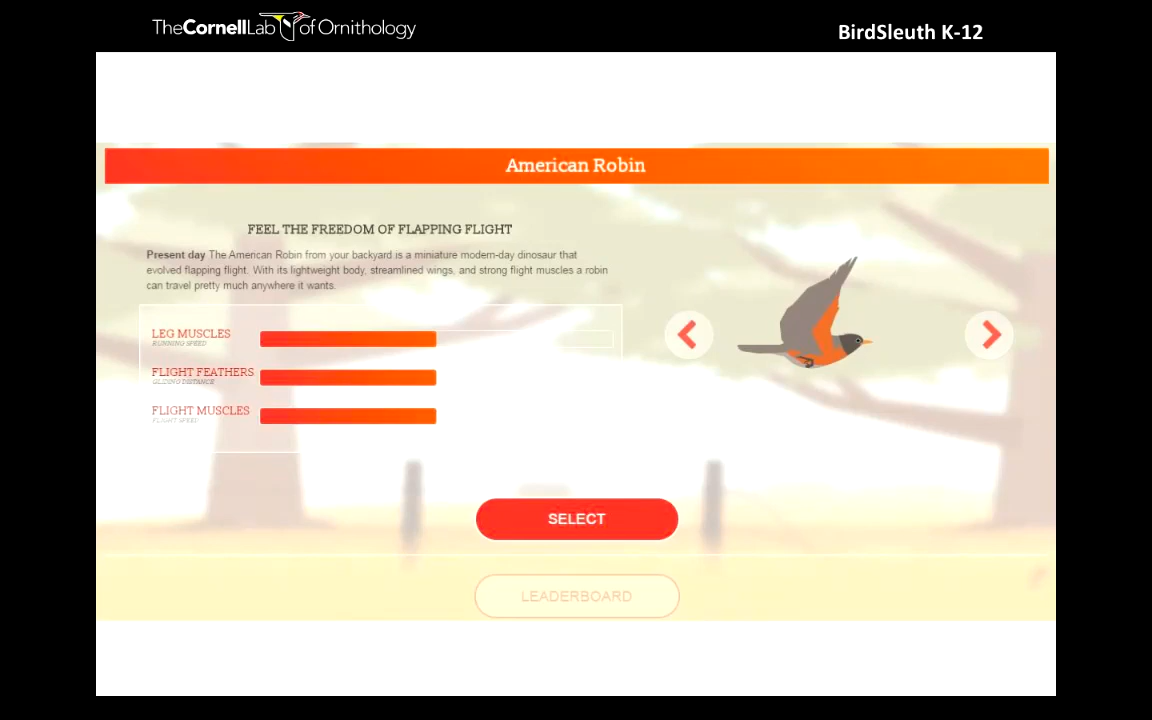 TheCornellLab of Ornithology
BirdSleuth K-12
American Robin
FEEL THE FREEDOM OF FLAPPING FLIGHT
Present day The American Robin from your backyard is a miniature modern-day dinosaur that
evolved flapping flight. With its lightweight body, streamlined wings, and strong flight muscles a robin
can travel pretty much anywhere it wants.
LEG MUSCLES
RUNNING SPEED
FLIGHT FEATHERS
GLIDING DISTANCE
FLIGHT MUSCLES
FLIGHT SPEED
SELECT
LEADERBOARD